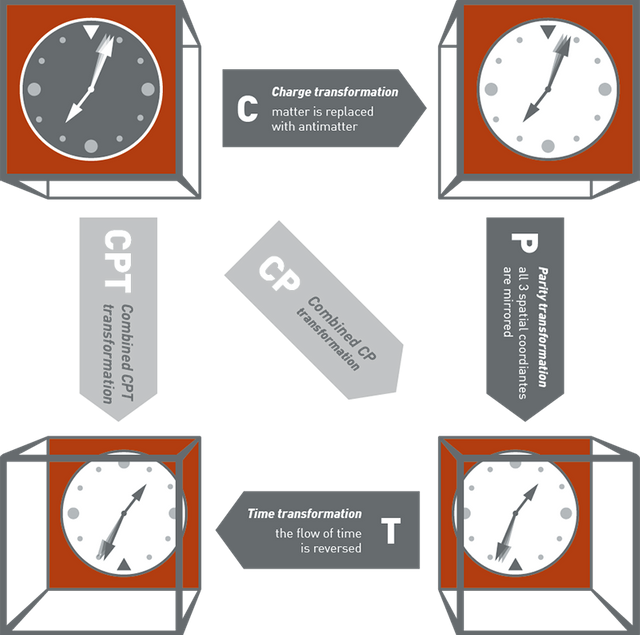 C
Charge transformation
matter is replaced
with antimatter
CPT
Combined CPT
transformation
CP
Combined CP
transformation
P
Parity transformation
all 3 spatial coordiantes
are mirrored
Time transformation
the flow of time
is reversed
T